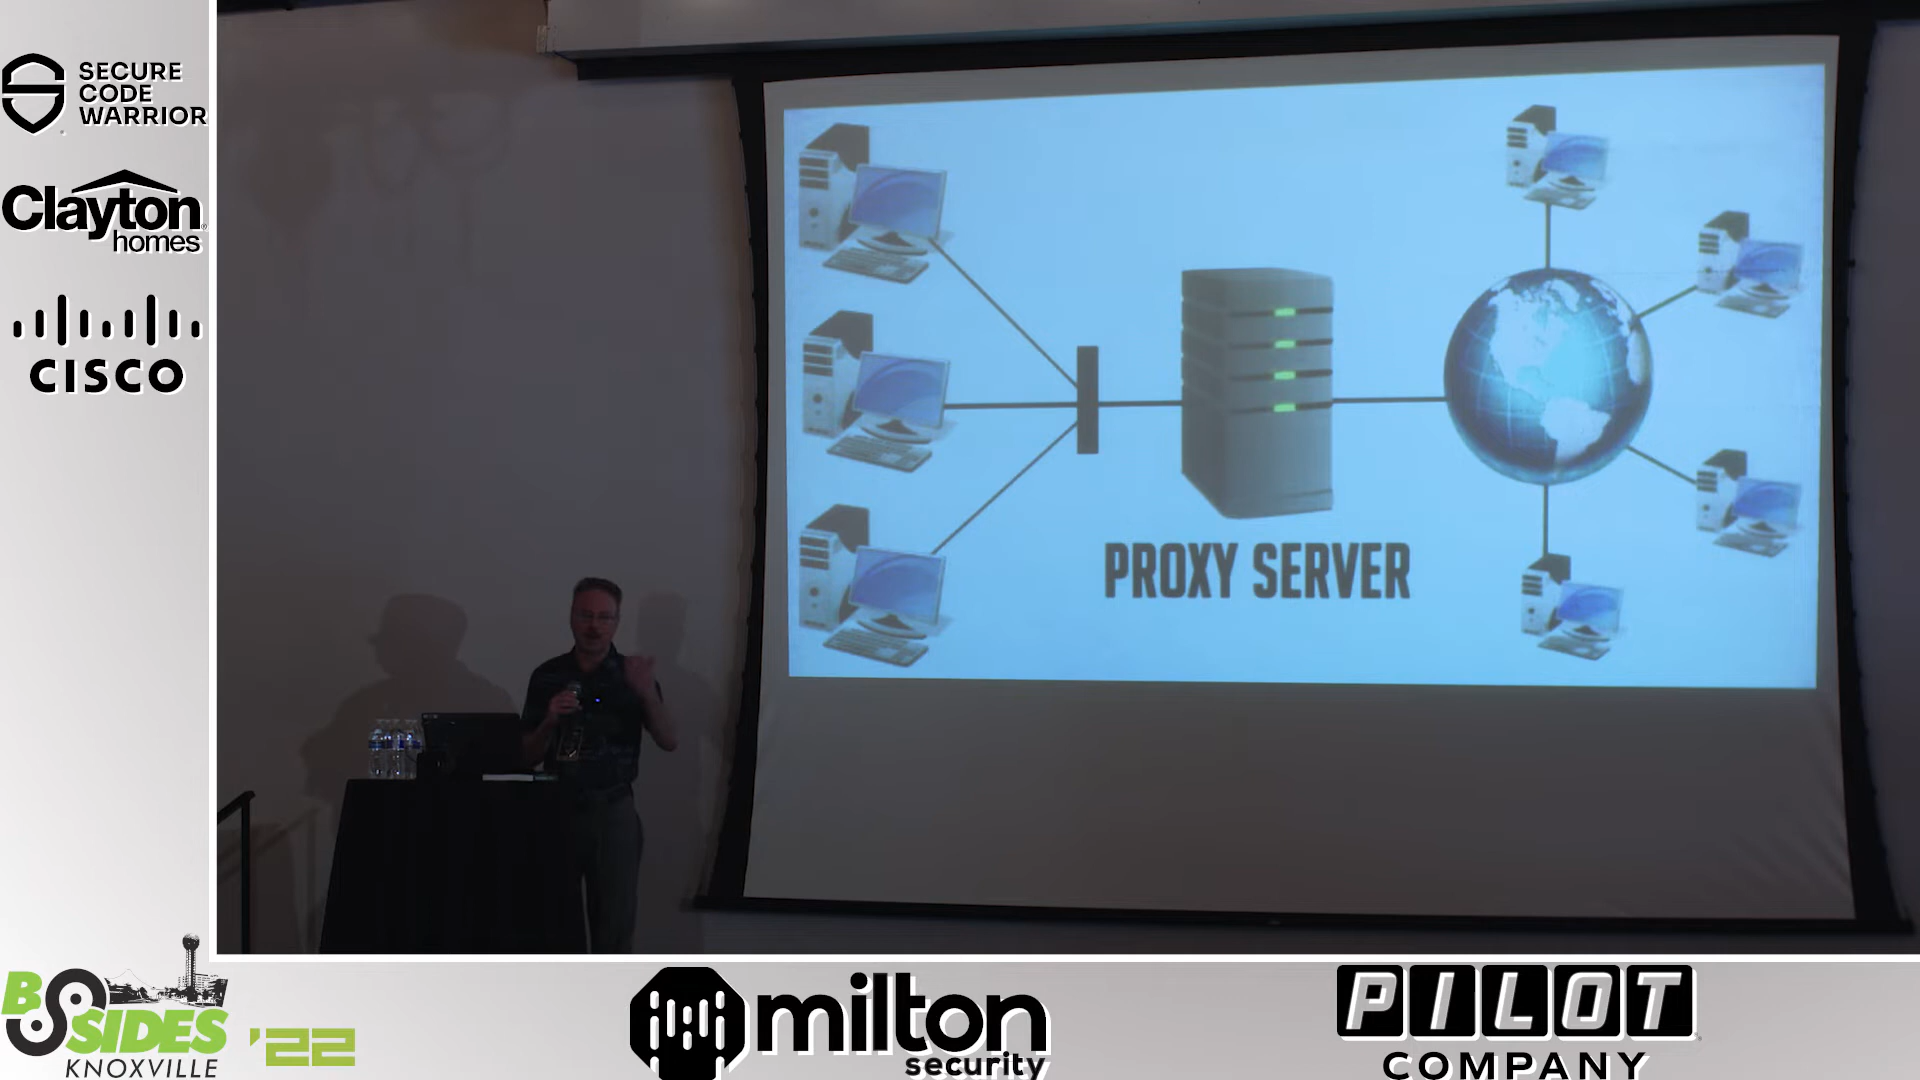 SECURE
CODE
WARRIOR
Clayton
homes
CISCO
PROXY SERVER
BSIDES
KNOXVILLE
'22
milton
security
PILOT
COMPANY